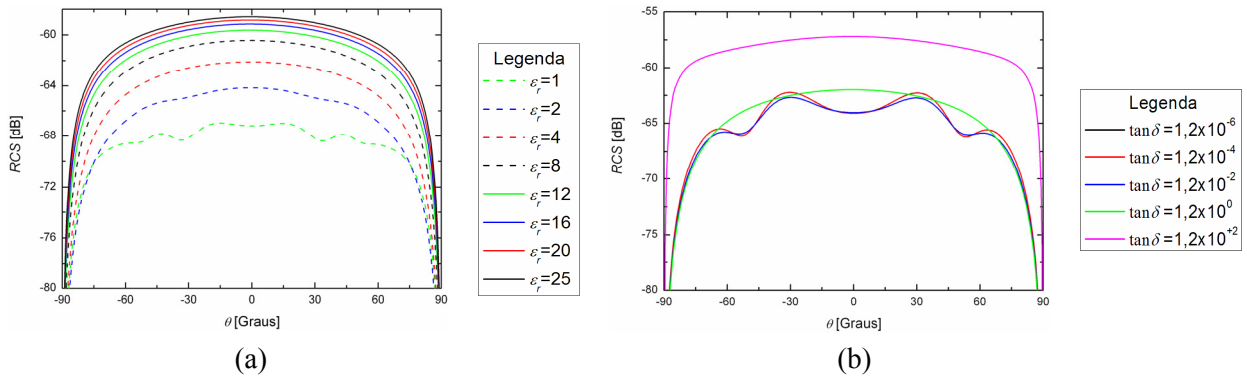 -60
-64
-68
-72
-76
-80
RCS [dB]
-90 -60 -30 0 30 60 90
θ [Graus]
Legenda
εr=1
εr=2
εr=4
εr=8
εr=12
εr=16
εr=20
εr=25
(a)
-55
-60
-65
-70
-75
-80
RCS [dB]
-90 -60 -30 0 30 60 90
θ [Graus]
Legenda
tanδ=1,2x10-6
tanδ=1,2x10-4
tanδ=1,2x10-2
tanδ=1,2x100
tanδ=1,2x10+2
(b)